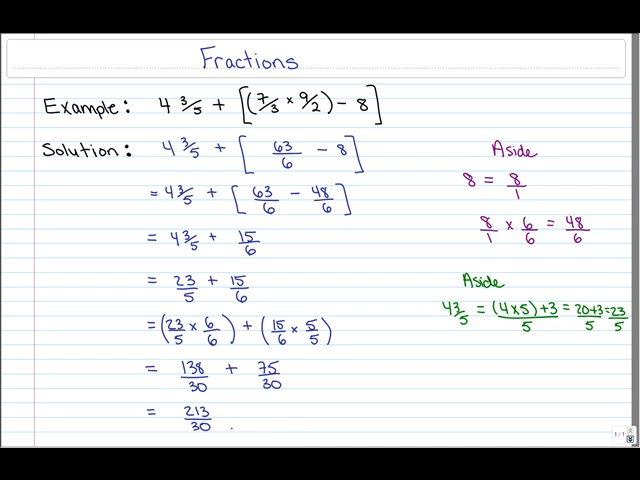 Fractions
Example: 4 3/5 + [(7/3 × 9/2) - 8]
Solution: 4 3/5 + [63/6 - 8]
= 4 3/5 + [63/6 - 48/6]
= 4 3/5 + 15/6
= 23/5 + 15/6
= (23/5 × 6/6) + (15/6 × 5/5)
= 138/30 + 75/30
= 213/30 .
Aside
8 = 8/1
8/1 × 6/6 = 48/6
Aside
4 3/5 = (4×5)+3/5 = 20+3/5 = 23/5
1/1